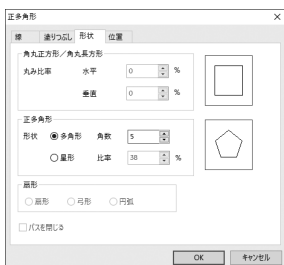 正多角形
線 塗りつぶし 形状 位置
角丸正方形／角丸長方形
丸み比率 水平 0 %
垂直 0 %
正多角形
形状 多角形 角数 5
星形 比率 38 %
扇形
扇形 弓形 円弧
パスを閉じる
OK キャンセル